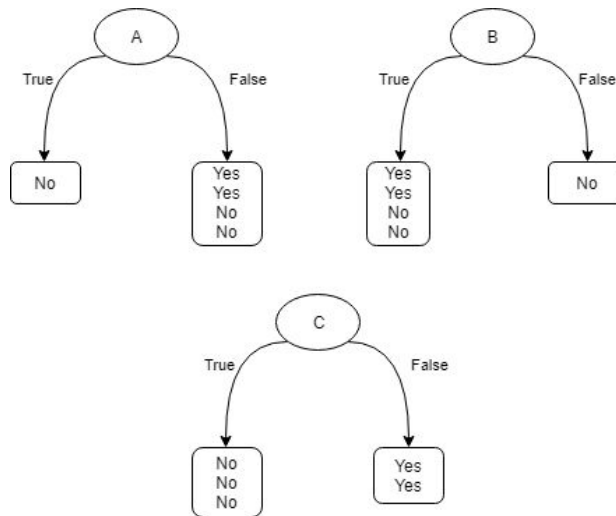 A
True
False
No
Yes
Yes
No
No
B
True
False
Yes
Yes
No
No
No
C
True
False
No
No
No
Yes
Yes